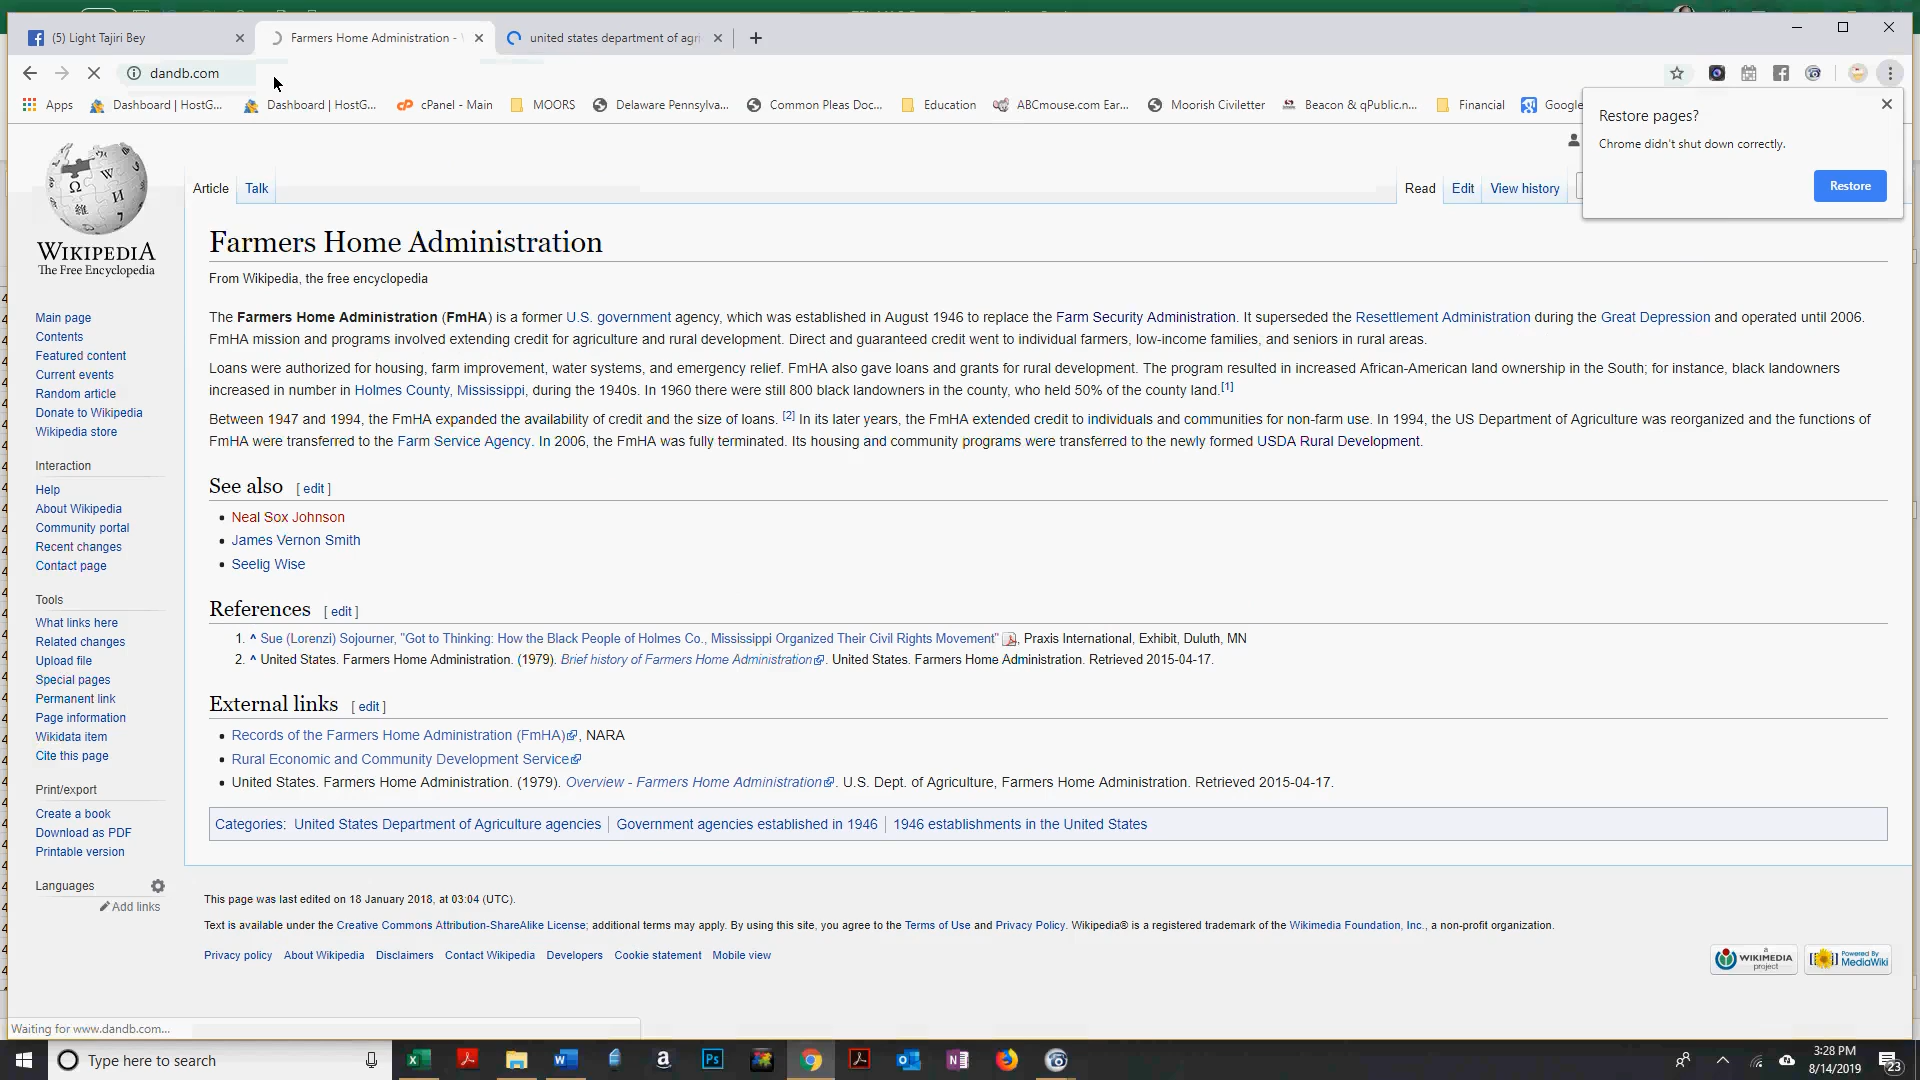 (5) Light Tajiri Bey
Farmers Home Administration -
united states department of agr
dandb.com
Apps
Dashboard | HostG...
Dashboard | HostG...
cPanel - Main
MOORS
Delaware Pennsylva...
Common Pleas Doc...
Education
ABCmouse.com Ear...
Moorish Civiletter
Beacon & qPublic.n...
Financial
Google
Restore pages?
Chrome didn't shut down correctly.
Restore
WIKIPEDIA
The Free Encyclopedia
Article Talk
Read Edit View history
Main page
Contents
Featured content
Current events
Random article
Donate to Wikipedia
Wikipedia store
Interaction
Help
About Wikipedia
Community portal
Recent changes
Contact page
Tools
What links here
Related changes
Upload file
Special pages
Permanent link
Page information
Wikidata item
Cite this page
Print/export
Create a book
Download as PDF
Printable version
Languages
Add links
Farmers Home Administration
From Wikipedia, the free encyclopedia
The Farmers Home Administration (FmHA) is a former U.S. government agency, which was established in August 1946 to replace the Farm Security Administration. It superseded the Resettlement Administration during the Great Depression and operated until 2006.
FmHA mission and programs involved extending credit for agriculture and rural development. Direct and guaranteed credit went to individual farmers, low-income families, and seniors in rural areas.
Loans were authorized for housing, farm improvement, water systems, and emergency relief. FmHA also gave loans and grants for rural development. The program resulted in increased African-American land ownership in the South; for instance, black landowners
increased in number in Holmes County, Mississippi, during the 1940s. In 1960 there were still 800 black landowners in the county, who held 50% of the county land.[1]
Between 1947 and 1994, the FmHA expanded the availability of credit and the size of loans. [2] In its later years, the FmHA extended credit to individuals and communities for non-farm use. In 1994, the US Department of Agriculture was reorganized and the functions of
FmHA were transferred to the Farm Service Agency. In 2006, the FmHA was fully terminated. Its housing and community programs were transferred to the newly formed USDA Rural Development.
See also [ edit ]
Neal Sox Johnson
James Vernon Smith
Seelig Wise
References [ edit ]
1. ^ Sue (Lorenzi) Sojourner, "Got to Thinking: How the Black People of Holmes Co., Mississippi Organized Their Civil Rights Movement" , Praxis International, Exhibit, Duluth, MN
2. ^ United States. Farmers Home Administration. (1979). Brief history of Farmers Home Administration . United States. Farmers Home Administration. Retrieved 2015-04-17.
External links [ edit ]
Records of the Farmers Home Administration (FmHA) , NARA
Rural Economic and Community Development Service
United States. Farmers Home Administration. (1979). Overview - Farmers Home Administration . U.S. Dept. of Agriculture, Farmers Home Administration. Retrieved 2015-04-17.
Categories: United States Department of Agriculture agencies | Government agencies established in 1946 | 1946 establishments in the United States
This page was last edited on 18 January 2018, at 03:04 (UTC).
Text is available under the Creative Commons Attribution-ShareAlike License; additional terms may apply. By using this site, you agree to the Terms of Use and Privacy Policy. Wikipedia® is a registered trademark of the Wikimedia Foundation, Inc., a non-profit organization.
Privacy policy About Wikipedia Disclaimers Contact Wikipedia Developers Cookie statement Mobile view
a WIKIMEDIA project
Powered By MediaWiki
Waiting for www.dandb.com...
Type here to search
3:28 PM
8/14/2019
23